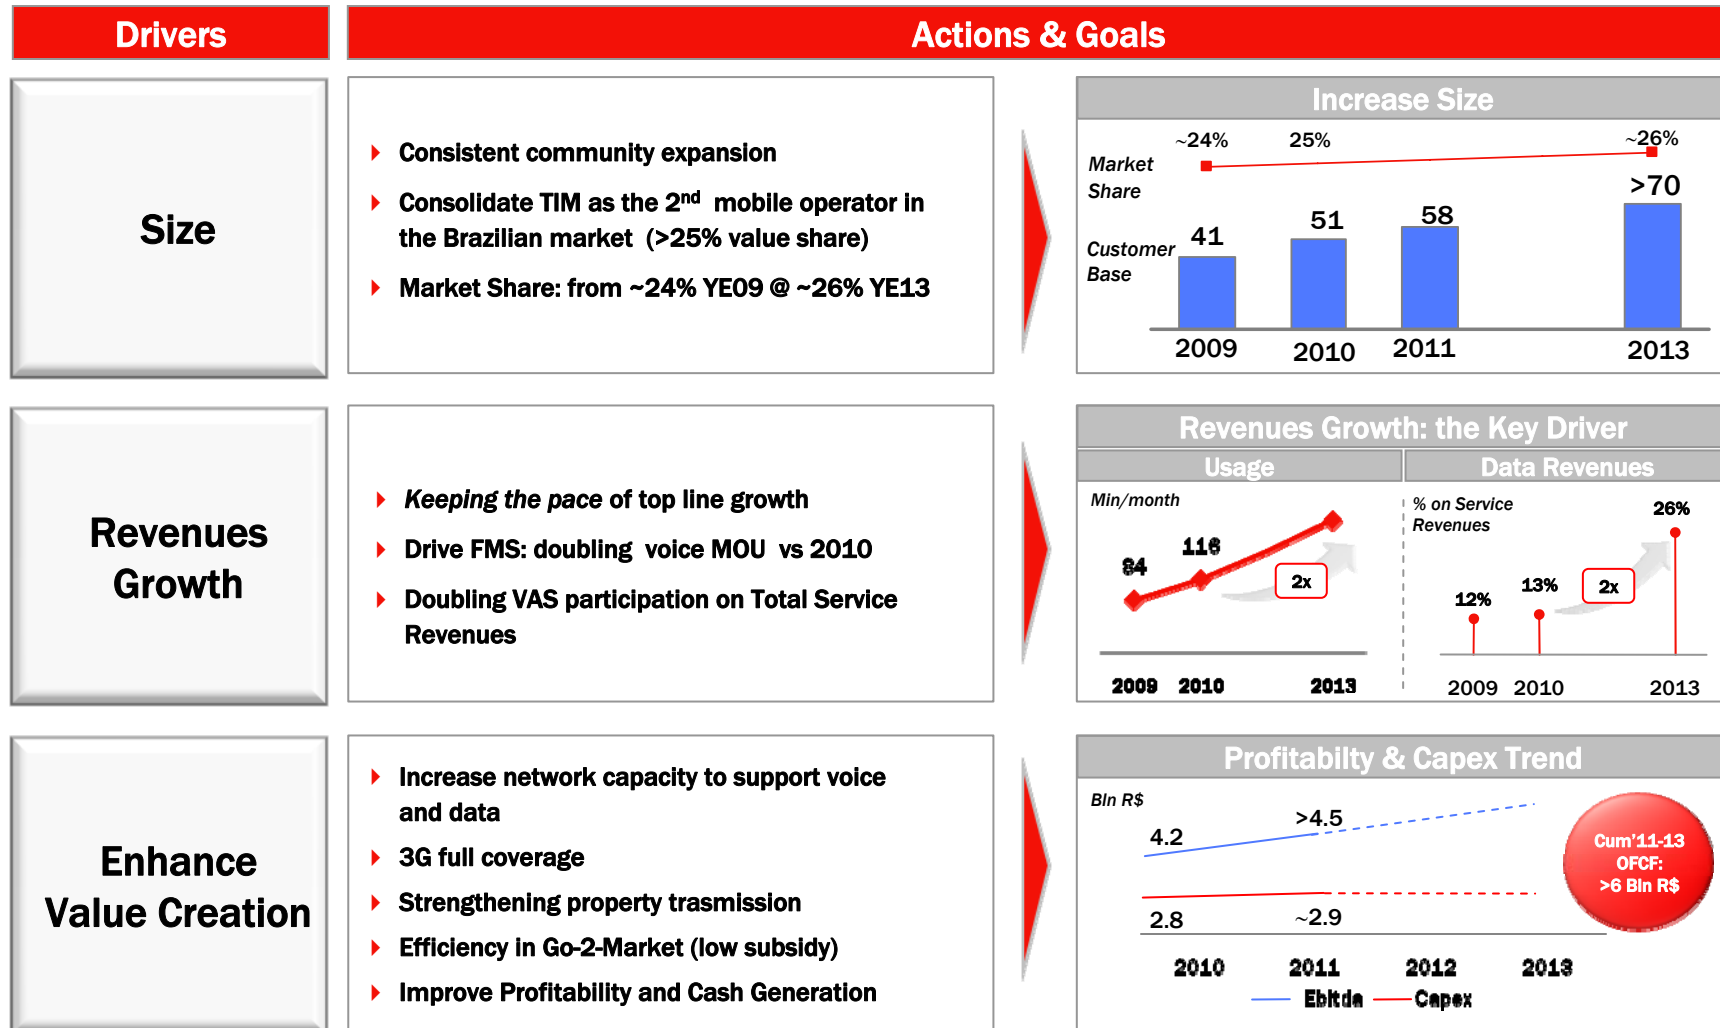 Drivers
Actions & Goals
Size
Consistent community expansion
Consolidate TIM as the 2nd mobile operator in
the Brazilian market (>25% value share)
Market Share: from ~24% YE09 @ ~26% YE13
Increase Size
~24% 25% ~26%
Market
Share
>70
41 51 58
Customer
Base
2009 2010 2011 2013
Revenues
Growth
Keeping the pace of top line growth
Drive FMS: doubling voice MOU vs 2010
Doubling VAS participation on Total Service
Revenues
Revenues Growth: the Key Driver
Usage
Min/month
84 116
2x
2009 2010 2013
Data Revenues
% on Service
Revenues
26%
12% 13% 2x
2009 2010 2013
Enhance
Value Creation
Increase network capacity to support voice
and data
3G full coverage
Strengthening property trasmission
Efficiency in Go-2-Market (low subsidy)
Improve Profitability and Cash Generation
Profitabilty & Capex Trend
Bln R$
4.2 >4.5
2.8 ~2.9
Cum'11-13
OFCF:
>6 Bln R$
2010 2011 2012 2013
Ebitda Capex